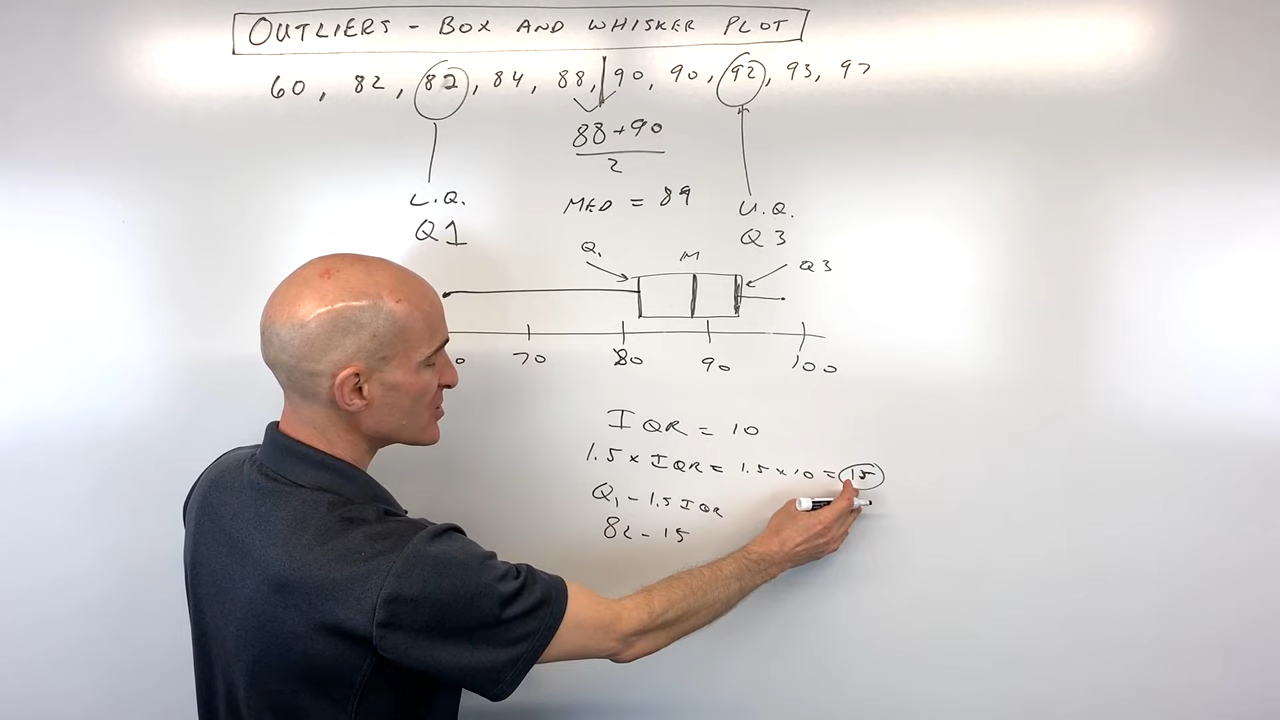 OUTLIERS - BOX AND WHISKER PLOT
60, 82, 82, 84, 88, 90, 90, 92, 93, 97
88+90
2
MED = 89
L.Q.
Q1
U.Q.
Q3
Q1
M
Q3
70
80
90
100
IQR = 10
1.5 × IQR = 1.5 × 10 = 15
Q1 - 1.5 IQR
82 - 15